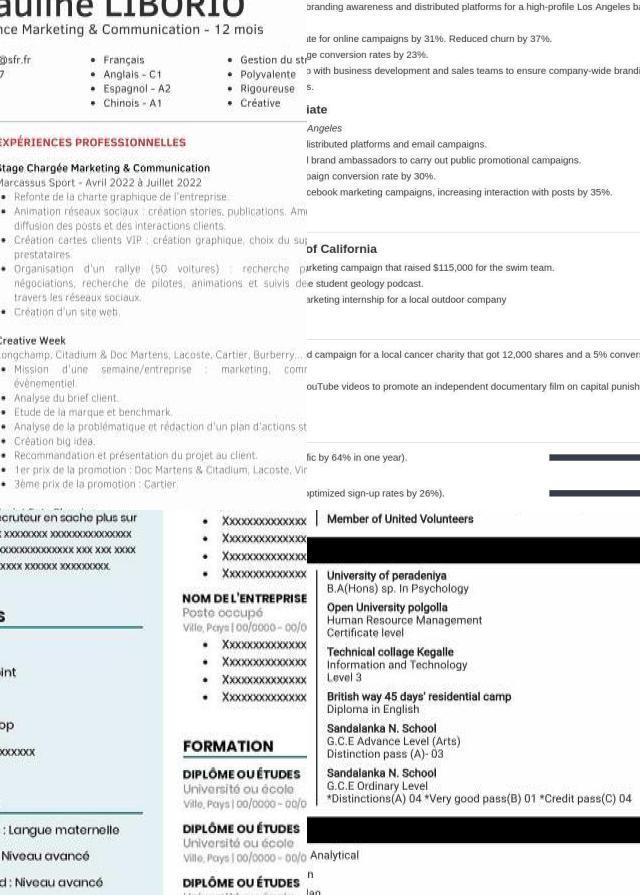 auline LIBORIO
nce Marketing & Communication - 12 mois
@sfr.fr
7
• Français
• Anglais - C1
• Espagnol - A2
• Chinois - A1
• Gestion du str
• Polyvalente
• Rigoureuse
• Créative
EXPÉRIENCES PROFESSIONNELLES
Stage Chargée Marketing & Communication
Marcassus Sport - Avril 2022 à Juillet 2022
• Refonte de la charte graphique de l'entreprise.
• Animation réseaux sociaux : création stories, publications. Am
diffusion des posts et des interactions clients.
• Création cartes clients VIP : création graphique, choix du su
prestataires.
• Organisation d'un rallye (50 voitures) : recherche p
négociations, recherche de pilotes, animations et suivis de
travers les réseaux sociaux.
• Création d'un site web.
Creative Week
Longchamp, Citadium & Doc Martens, Lacoste, Cartier, Burberry...
• Mission d'une semaine/entreprise : marketing, com
événementiel.
• Analyse du brief client.
• Etude de la marque et benchmark.
• Analyse de la problématique et rédaction d'un plan d'actions st
• Création big idea.
• Recommandation et présentation du projet au client.
• 1er prix de la promotion : Doc Martens & Citadium, Lacoste, Vir
• 3ème prix de la promotion : Cartier.
branding awareness and distributed platforms for a high-profile Los Angeles ba
ate for online campaigns by 31%. Reduced churn by 37%.
ge conversion rates by 23%.
p with business development and sales teams to ensure company-wide brandi
s.
iate
Angeles
listributed platforms and email campaigns.
l brand ambassadors to carry out public promotional campaigns.
paign conversion rate by 30%.
cebook marketing campaigns, increasing interaction with posts by 35%.
of California
arketing campaign that raised $115,000 for the swim team.
e student geology podcast.
arketing internship for a local outdoor company
d campaign for a local cancer charity that got 12,000 shares and a 5% conver
ouTube videos to promote an independent documentary film on capital punish
fic by 64% in one year).
optimized sign-up rates by 26%).
ecruteur en sache plus sur
x xxxxxxxx xxxxxxxxxxxxxxx
xxxxxxxxxxxxxx xxx xxx xxxx
xxxx xxxxxx xxxxxxxxx.
S
oint
op
xxxxxx
: Langue maternelle
Niveau avancé
d : Niveau avancé
• Xxxxxxxxxxxxx
• Xxxxxxxxxxxxx
• Xxxxxxxxxxxxx
• Xxxxxxxxxxxxx
NOM DE L'ENTREPRISE
Poste occupé
Ville, Pays | 00/0000 - 00/0
• Xxxxxxxxxxxxx
• Xxxxxxxxxxxxx
• Xxxxxxxxxxxxx
• Xxxxxxxxxxxxx
FORMATION
DIPLÔME OU ÉTUDES
Université ou école
Ville, Pays | 00/0000 - 00/0
DIPLÔME OU ÉTUDES
Université ou école
Ville, Pays | 00/0000 - 00/0
DIPLÔME OU ÉTUDES
Member of United Volunteers
University of peradeniya
B.A(Hons) sp. In Psychology
Open University polgolla
Human Resource Management
Certificate level
Technical collage Kegalle
Information and Technology
Level 3
British way 45 days' residential camp
Diploma in English
Sandalanka N. School
G.C.E Advance Level (Arts)
Distinction pass (A)- 03
Sandalanka N. School
G.C.E Ordinary Level
*Distinctions(A) 04 *Very good pass(B) 01 *Credit pass(C) 04
Analytical
n